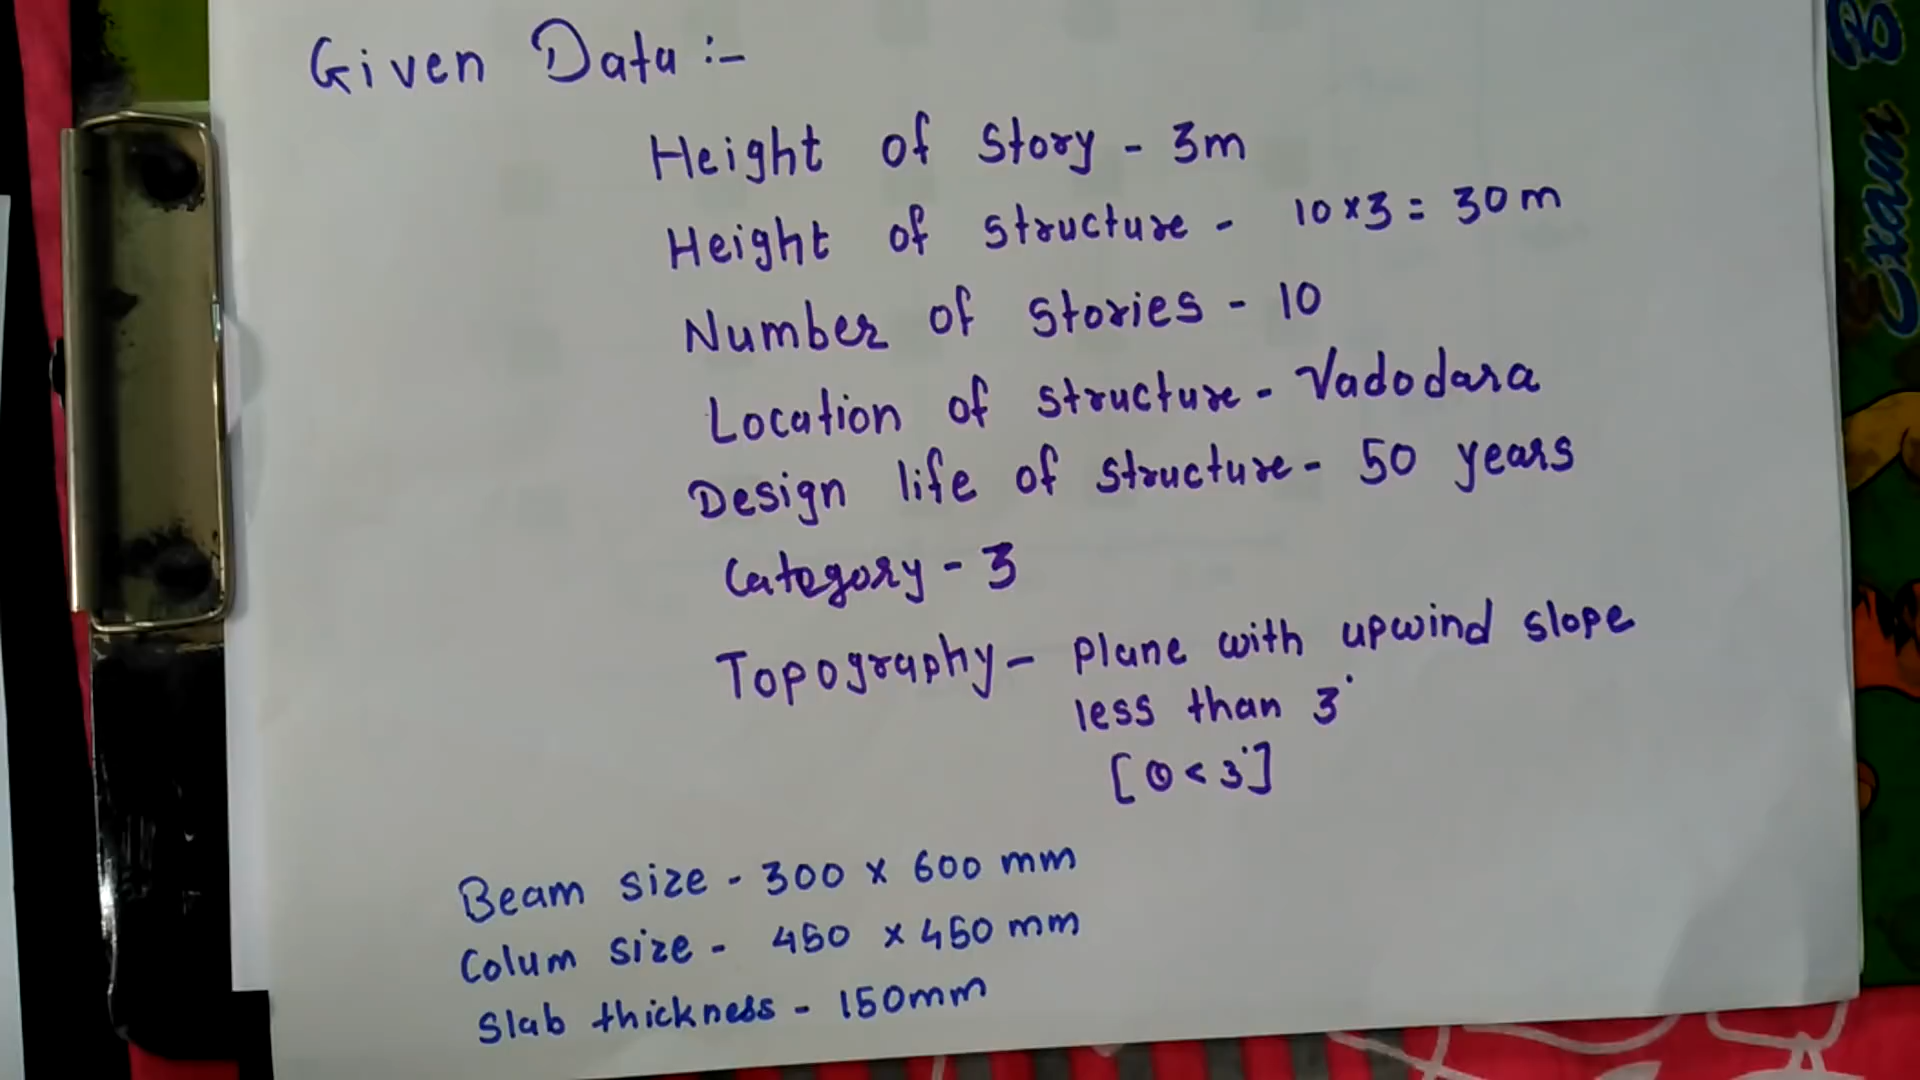 Given Data :-
Height of Story - 3m
Height of structure - 10 x 3 = 30 m
Number of stories - 10
Location of structure - Vadodara
Design life of structure - 50 years
Category - 3
Topography - Plane with upwind slope
less than 3°
[θ < 3°]
Beam size - 300 x 600 mm
Colum size - 450 x 450 mm
Slab thickness - 150mm
Exam